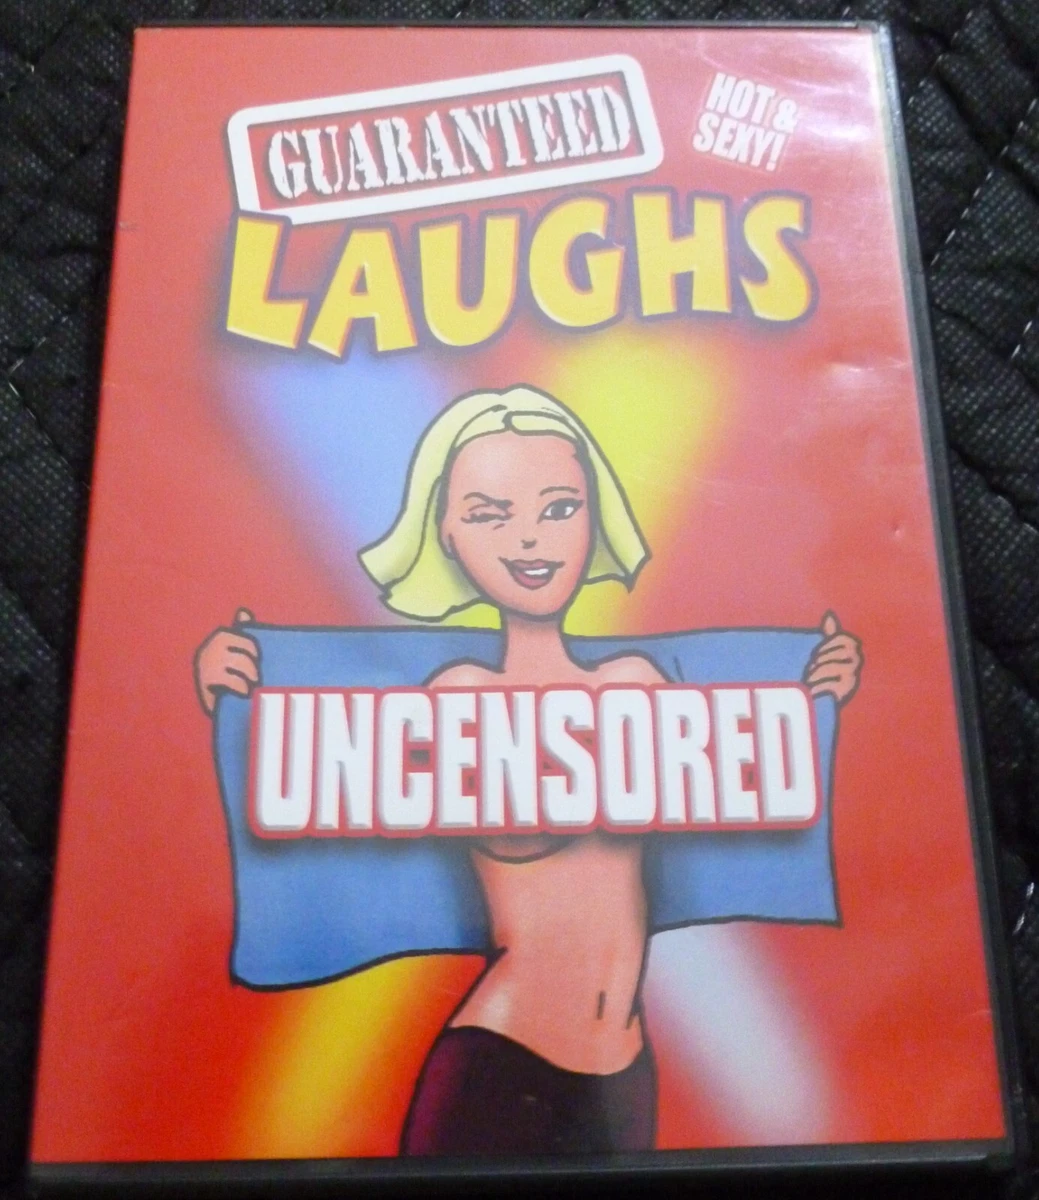 GUARANTEED
HOT &
SEXY!
LAUGHS
UNCENSORED